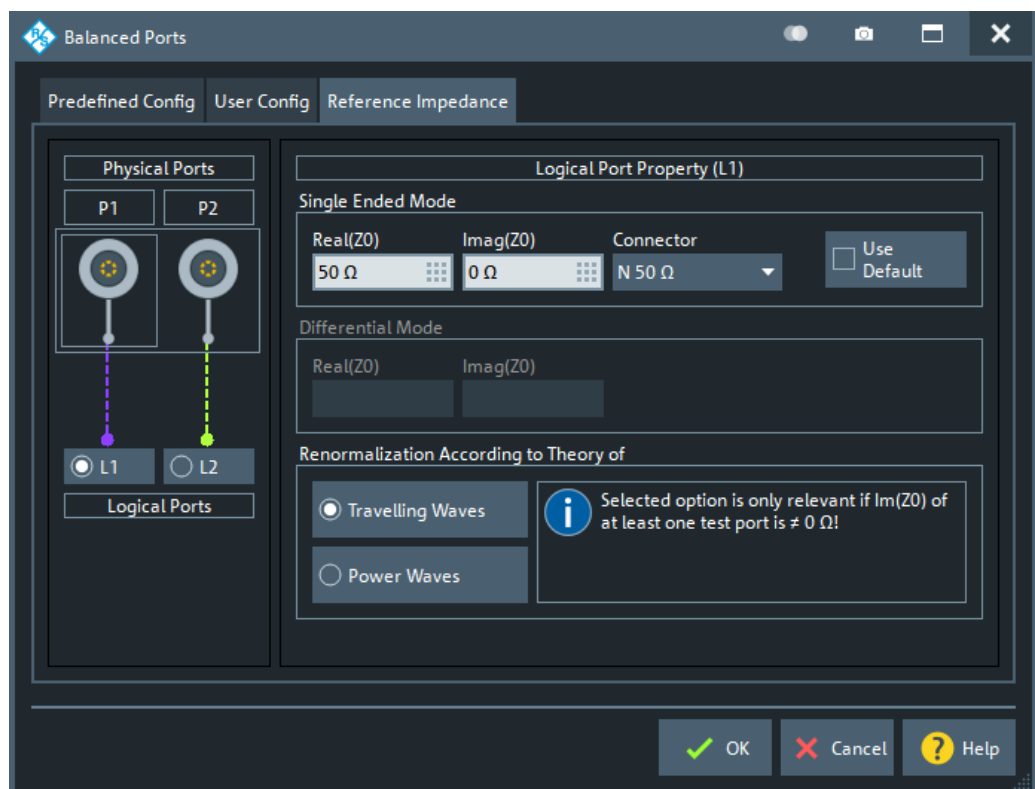 Balanced Ports
Predefined Config
User Config
Reference Impedance
Physical Ports
P1
P2
L1
L2
Logical Ports
Logical Port Property (L1)
Single Ended Mode
Real(Z0)
Imag(Z0)
Connector
50 Ω
0 Ω
N 50 Ω
Use
Default
Differential Mode
Real(Z0)
Imag(Z0)
Renormalization According to Theory of
Travelling Waves
Power Waves
Selected option is only relevant if Im(Z0) of
at least one test port is ≠ 0 Ω!
OK
Cancel
? Help